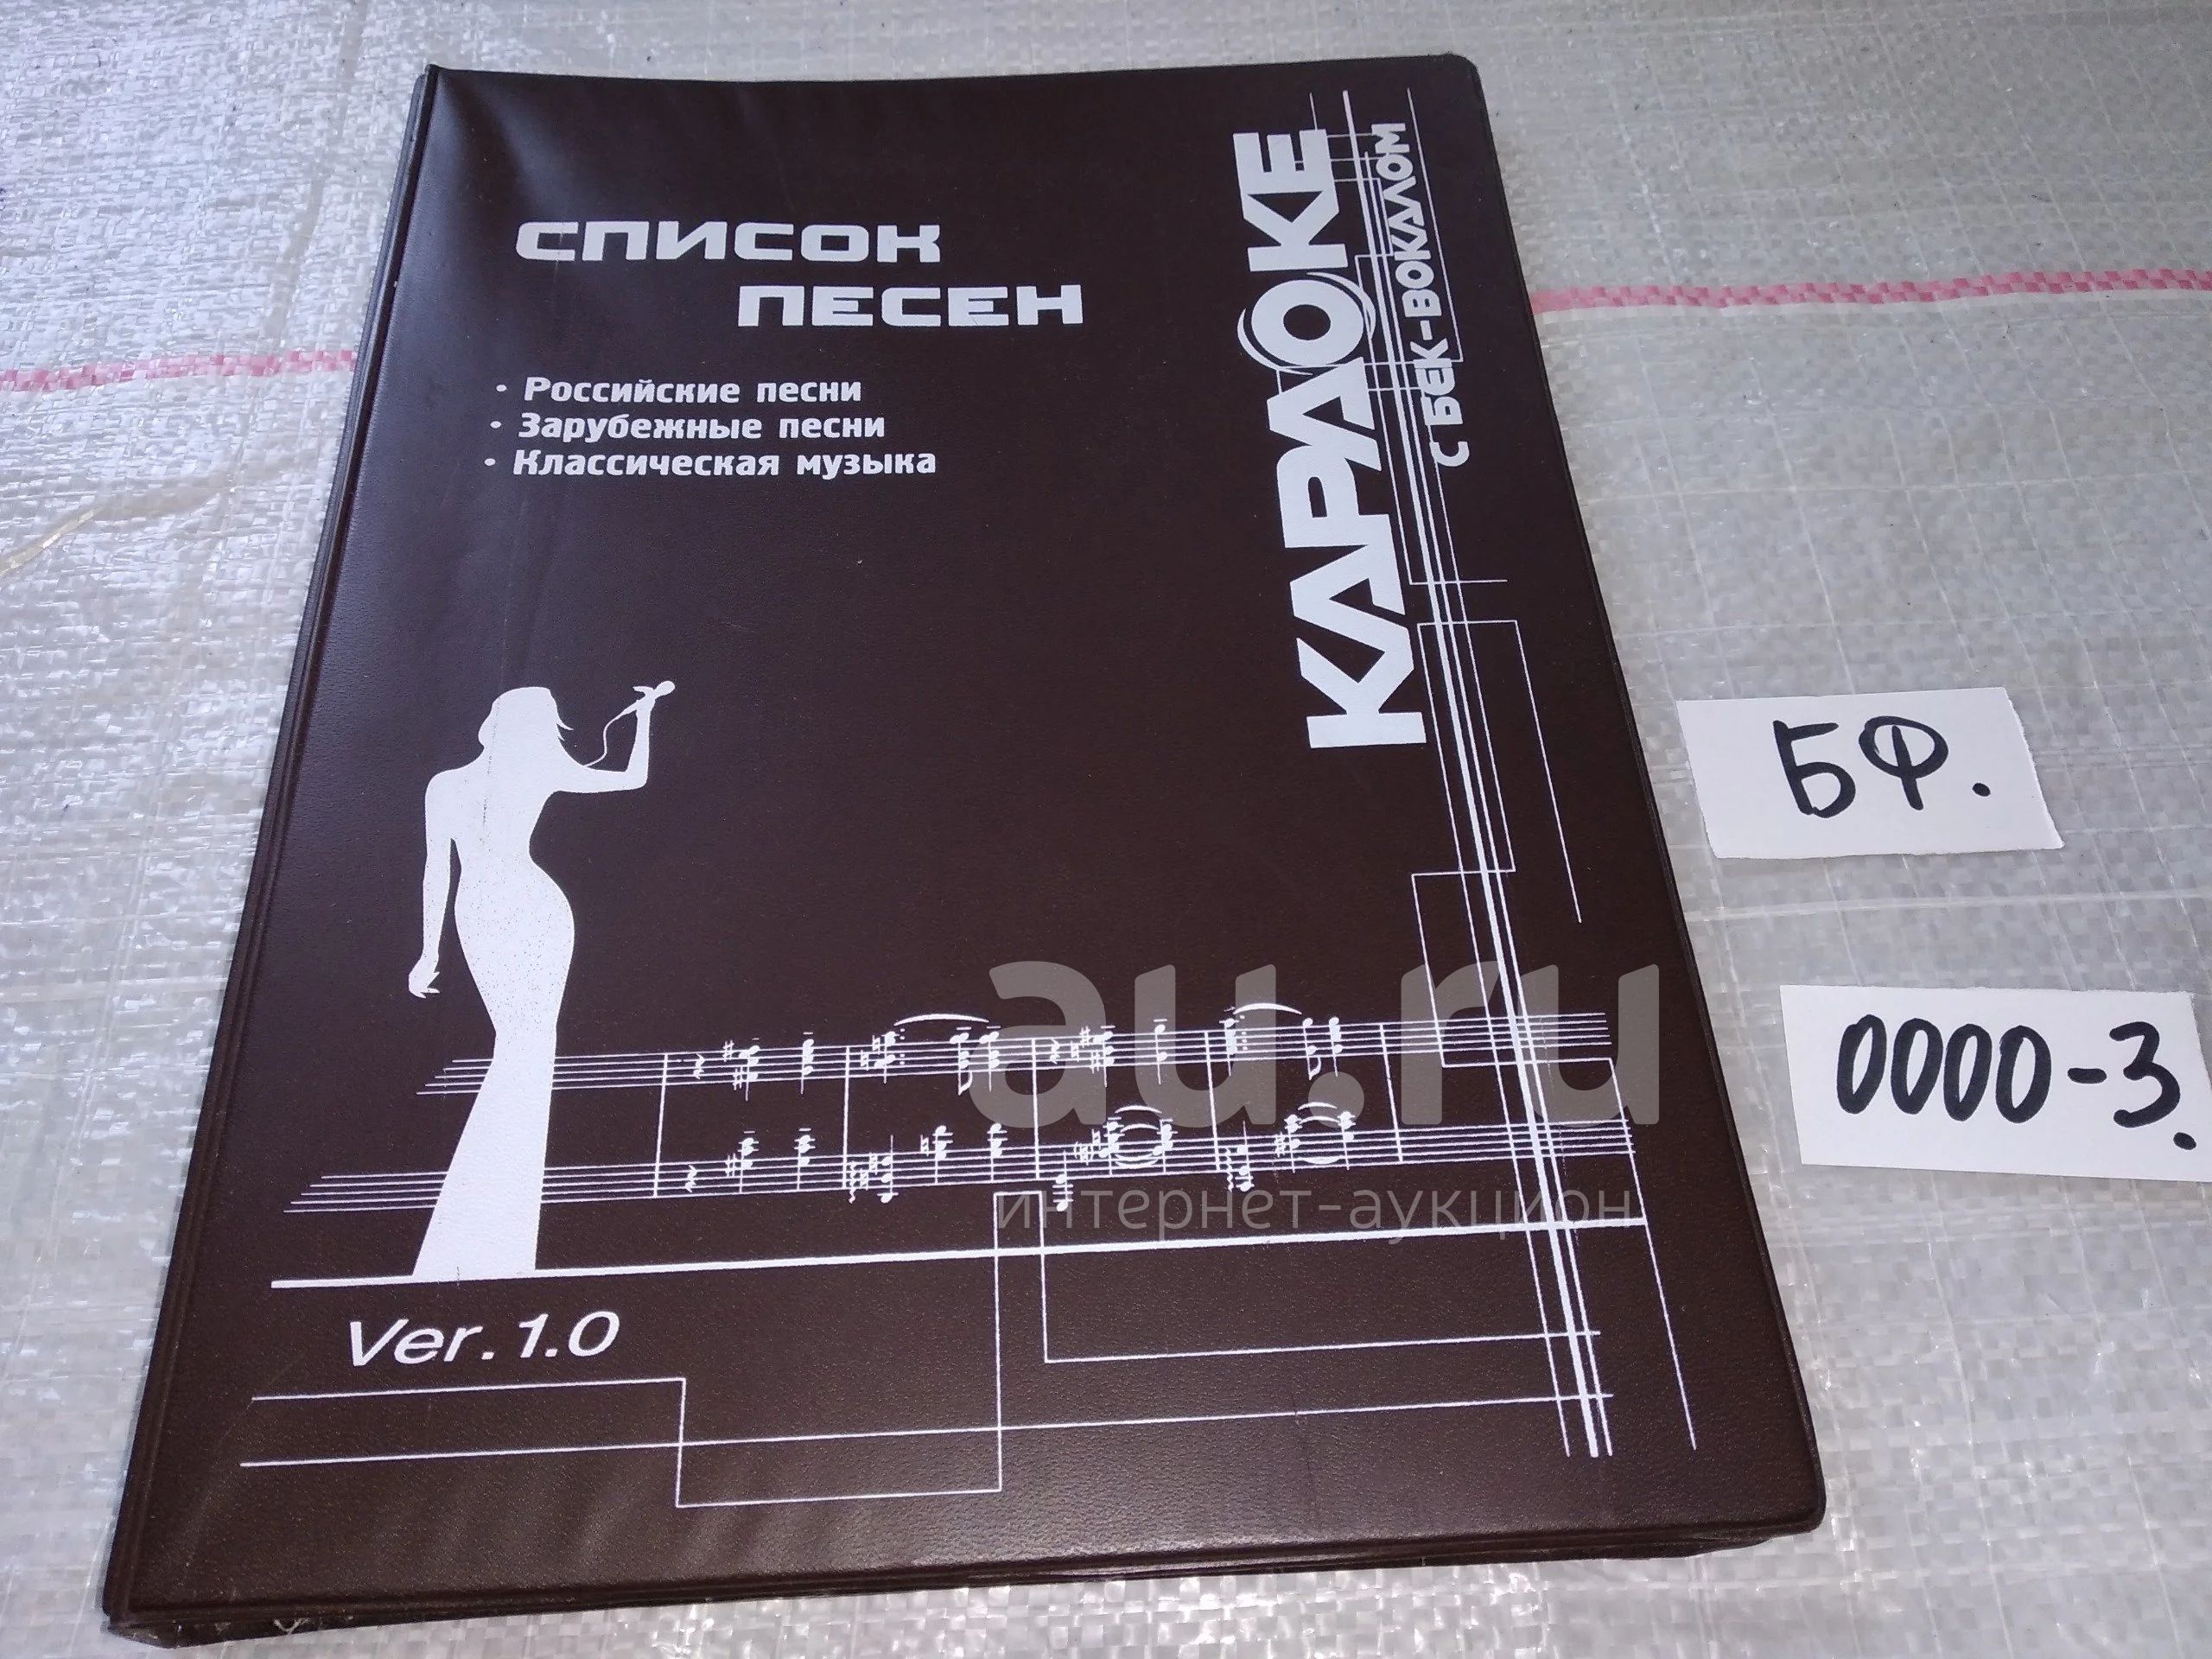 СПИСОК
ПЕСЕН
• Российские песни
• Зарубежные песни
• Классическая музыка
КАРАОКЕ
С БЕК-ВОКАЛОМ
Ver. 1.0
БФ.
0000-3.
au.ru
интернет-аукцион